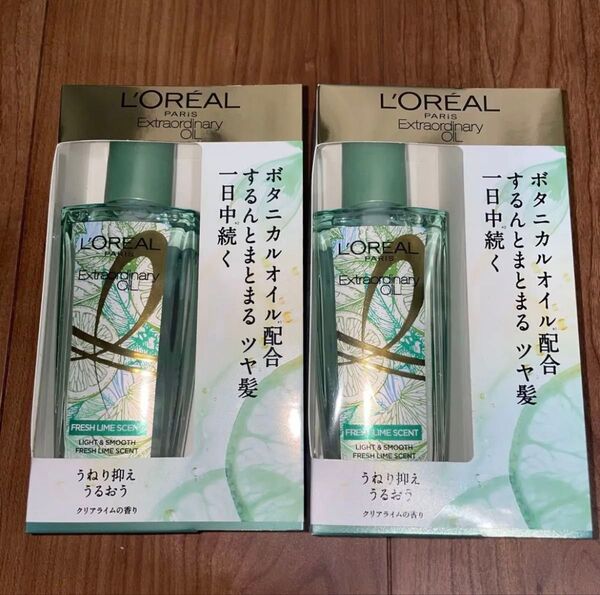 L'ORÉAL
PARIS
Extraordinary
OIL
ボタニカルオイル配合
するんとまとまる ツヤ髪
一日中続く
L'ORÉAL
PARIS
Extraordinary
OIL
FRESH LIME SCENT
LIGHT & SMOOTH
FRESH LIME SCENT
うねり抑え
うるおう
クリアライムの香り
L'ORÉAL
PARIS
Extraordinary
OIL
ボタニカルオイル配合
するんとまとまる ツヤ髪
一日中続く
L'ORÉAL
PARIS
Extraordinary
OIL
FRESH LIME SCENT
LIGHT & SMOOTH
FRESH LIME SCENT
うねり抑え
うるおう
クリアライムの香り